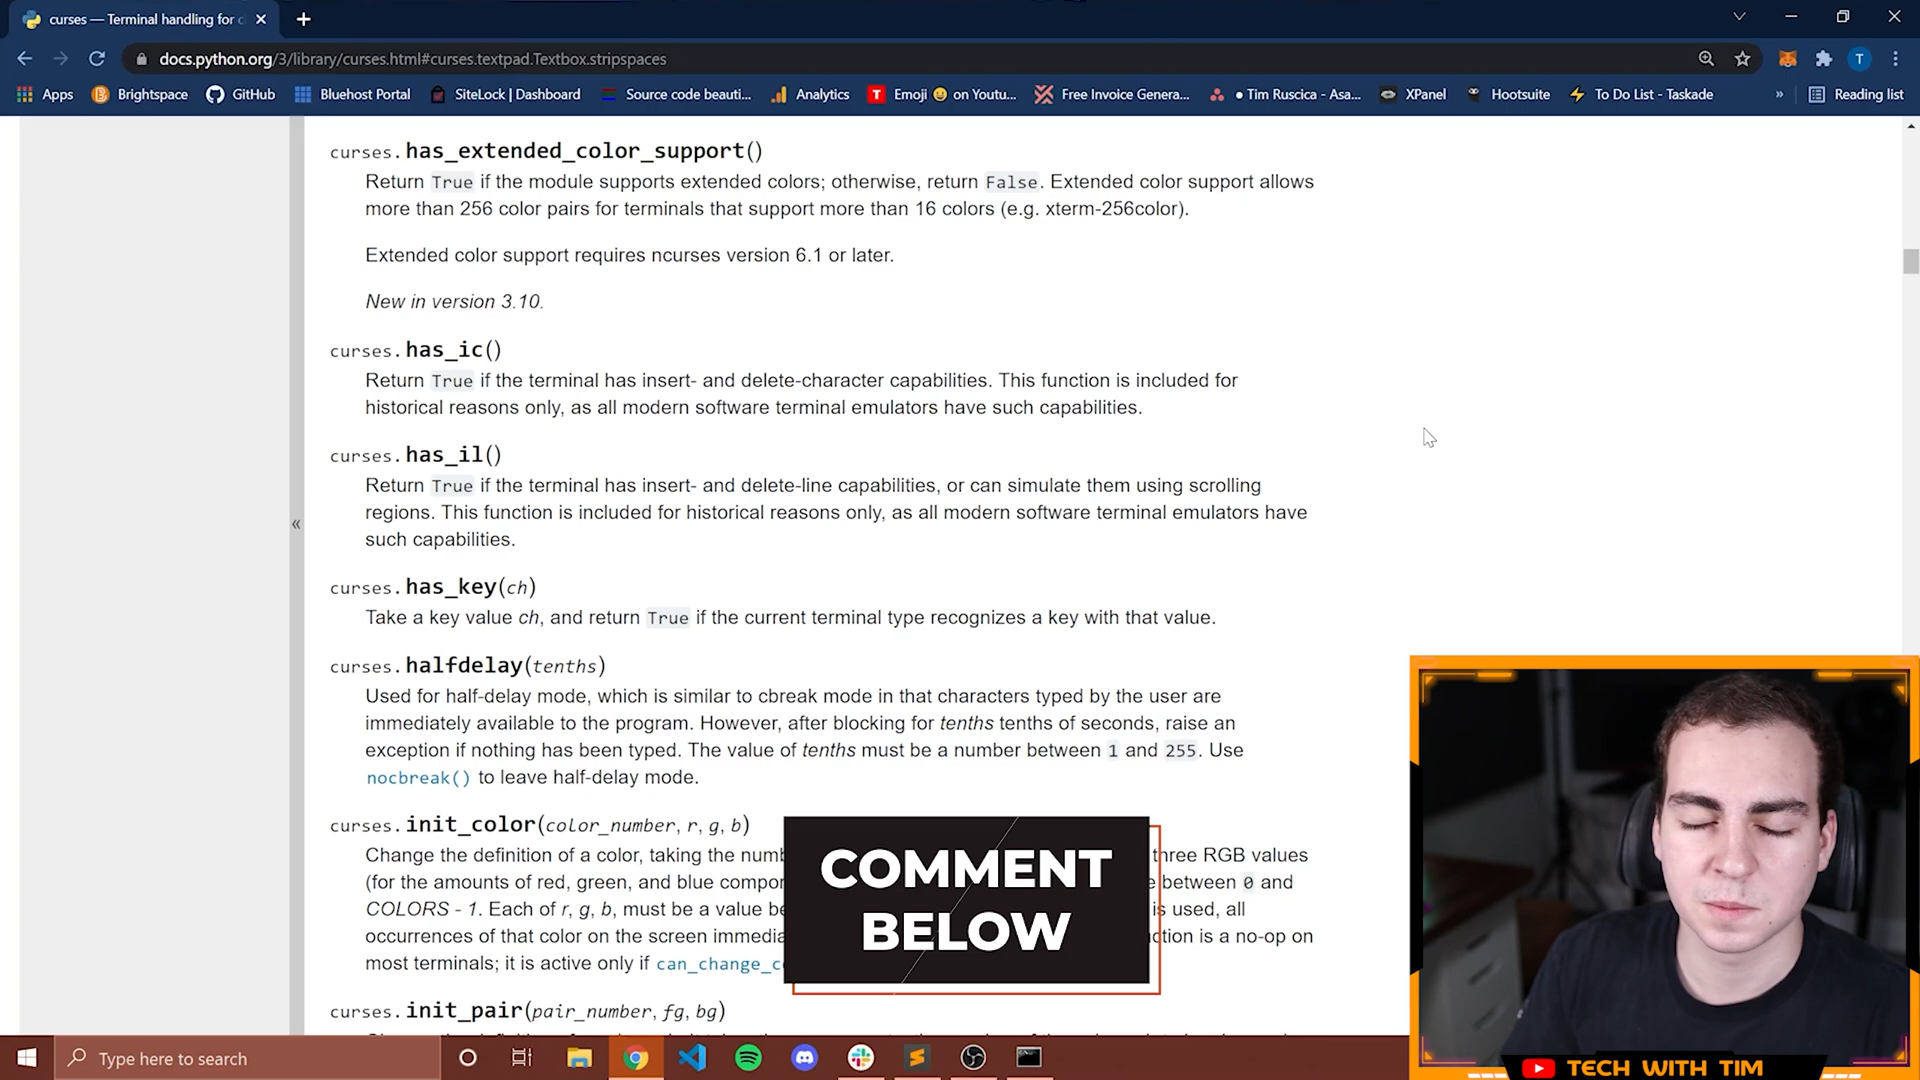 curses — Terminal handling for c
docs.python.org/3/library/curses.html#curses.textpad.Textbox.stripspaces
T
Apps
Brightspace
GitHub
Bluehost Portal
SiteLock | Dashboard
Source code beauti...
Analytics
T
Emoji 😀 on Youtu...
Free Invoice Genera...
• Tim Ruscica - Asa...
XPanel
Hootsuite
To Do List - Taskade
»
Reading list
curses.has_extended_color_support()
Return True if the module supports extended colors; otherwise, return False. Extended color support allows
more than 256 color pairs for terminals that support more than 16 colors (e.g. xterm-256color).
Extended color support requires ncurses version 6.1 or later.
New in version 3.10.
curses.has_ic()
Return True if the terminal has insert- and delete-character capabilities. This function is included for
historical reasons only, as all modern software terminal emulators have such capabilities.
curses.has_il()
Return True if the terminal has insert- and delete-line capabilities, or can simulate them using scrolling
regions. This function is included for historical reasons only, as all modern software terminal emulators have
such capabilities.
«
curses.has_key(ch)
Take a key value ch, and return True if the current terminal type recognizes a key with that value.
curses.halfdelay(tenths)
Used for half-delay mode, which is similar to cbreak mode in that characters typed by the user are
immediately available to the program. However, after blocking for tenths tenths of seconds, raise an
exception if nothing has been typed. The value of tenths must be a number between 1 and 255. Use
nocbreak() to leave half-delay mode.
curses.init_color(color_number, r, g, b)
Change the definition of a color, taking the numb three RGB values
(for the amounts of red, green, and blue compon between 0 and
COLORS - 1. Each of r, g, b, must be a value be is used, all
occurrences of that color on the screen immedia ction is a no-op on
most terminals; it is active only if can_change_c
COMMENT
BELOW
curses.init_pair(pair_number, fg, bg)
Type here to search
TECH WITH TIM